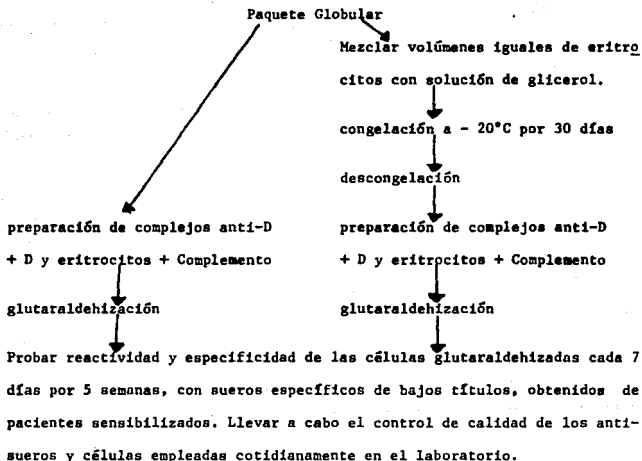 Paquete Globular
Mezclar volúmenes iguales de eritro
citos con solución de glicerol.
congelación a - 20°C por 30 días
descongelación
preparación de complejos anti-D
+ D y eritrocitos + Complemento
glutaraldehización
preparación de complejos anti-D
+ D y eritrocitos + Complemento
glutaraldehización
Probar reactividad y especificidad de las células glutaraldehizadas cada 7
días por 5 semanas, con sueros específicos de bajos títulos, obtenidos de
pacientes sensibilizados. Llevar a cabo el control de calidad de los anti-
sueros y células empleadas cotidianamente en el laboratorio.